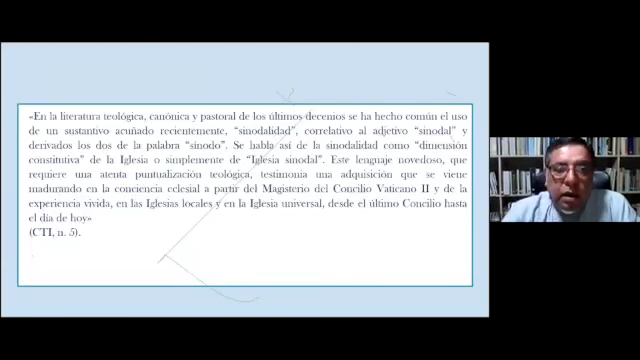 «En la literatura teológica, canónica y pastoral de los últimos decenios se ha hecho común el uso
de un sustantivo acuñado recientemente, “sinodalidad”, correlativo al adjetivo “sinodal” y
derivados los dos de la palabra “sínodo”. Se habla así de la sinodalidad como “dimensión
constitutiva” de la Iglesia o simplemente de “Iglesia sinodal”. Este lenguaje novedoso, que
requiere una atenta puntualización teológica, testimonia una adquisición que se viene
madurando en la conciencia eclesial a partir del Magisterio del Concilio Vaticano II y de la
experiencia vivida, en las Iglesias locales y en la Iglesia universal, desde el último Concilio hasta
el día de hoy»
(CTI, n. 5).